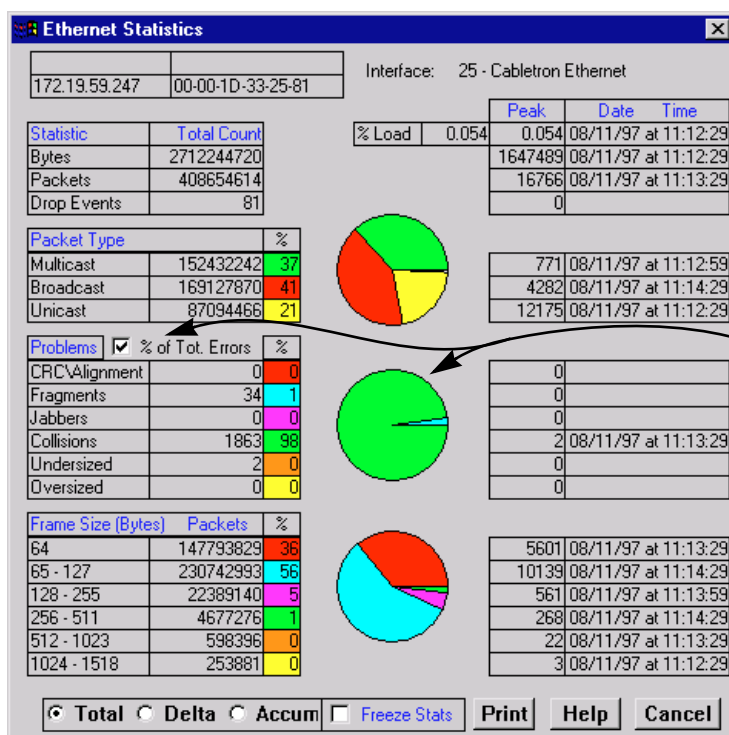 Ethernet Statistics
172.19.59.247 00-00-1D-33-25-81
Interface: 25 - Cabletron Ethernet
Peak Date Time
Statistic Total Count % Load 0.054 0.054 08/11/97 at 11:12:29
Bytes 2712244720 1647489 08/11/97 at 11:12:29
Packets 408654614 16766 08/11/97 at 11:13:29
Drop Events 81 0
Packet Type %
Multicast 152432242 37 771 08/11/97 at 11:12:59
Broadcast 169127870 41 4282 08/11/97 at 11:14:29
Unicast 87094466 21 12175 08/11/97 at 11:12:29
Problems % of Tot. Errors %
CRC\Alignment 0 0 0
Fragments 34 1 0
Jabbers 0 0 0
Collisions 1863 98 2 08/11/97 at 11:13:29
Undersized 2 0 0
Oversized 0 0 0
Frame Size (Bytes) Packets %
64 147793829 36 5601 08/11/97 at 11:13:29
65 - 127 230742993 56 10139 08/11/97 at 11:14:29
128 - 255 22389140 5 561 08/11/97 at 11:13:59
256 - 511 4677276 1 268 08/11/97 at 11:14:29
512 - 1023 598396 0 22 08/11/97 at 11:13:29
1024 - 1518 253881 0 3 08/11/97 at 11:12:29
Total Delta Accum Freeze Stats Print Help Cancel